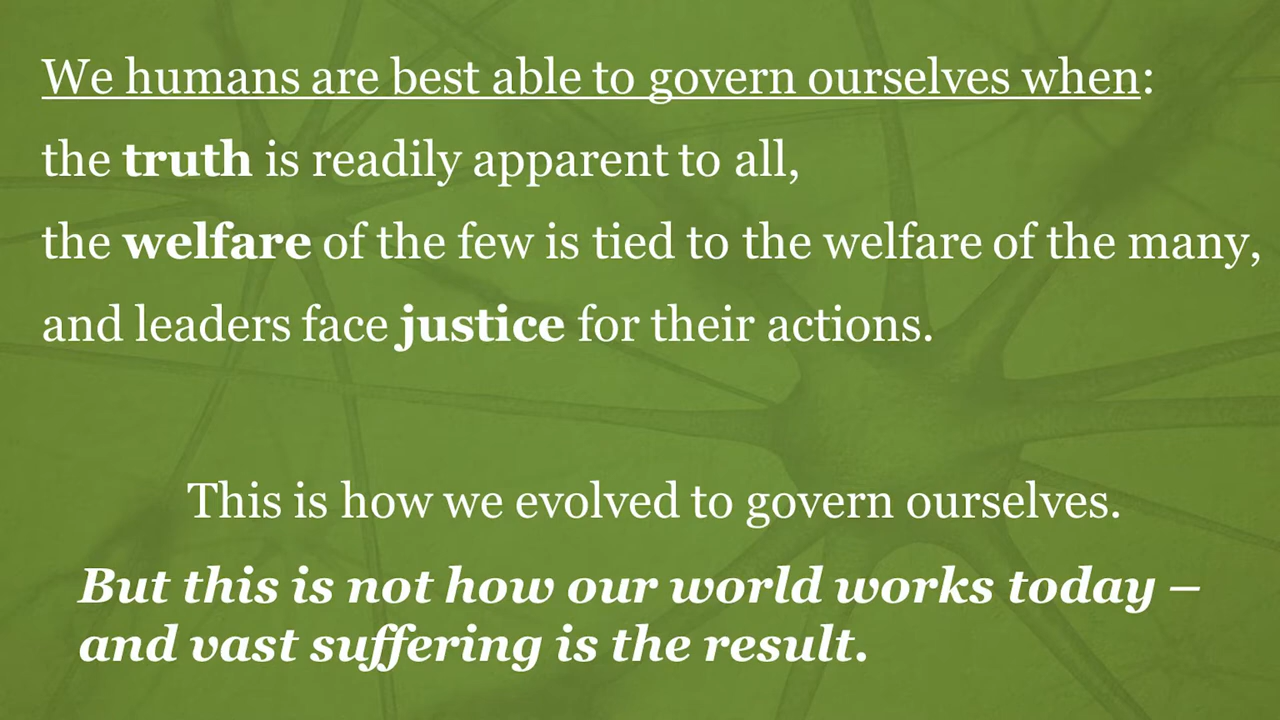 We humans are best able to govern ourselves when:
the truth is readily apparent to all,
the welfare of the few is tied to the welfare of the many,
and leaders face justice for their actions.
This is how we evolved to govern ourselves.
But this is not how our world works today –
and vast suffering is the result.